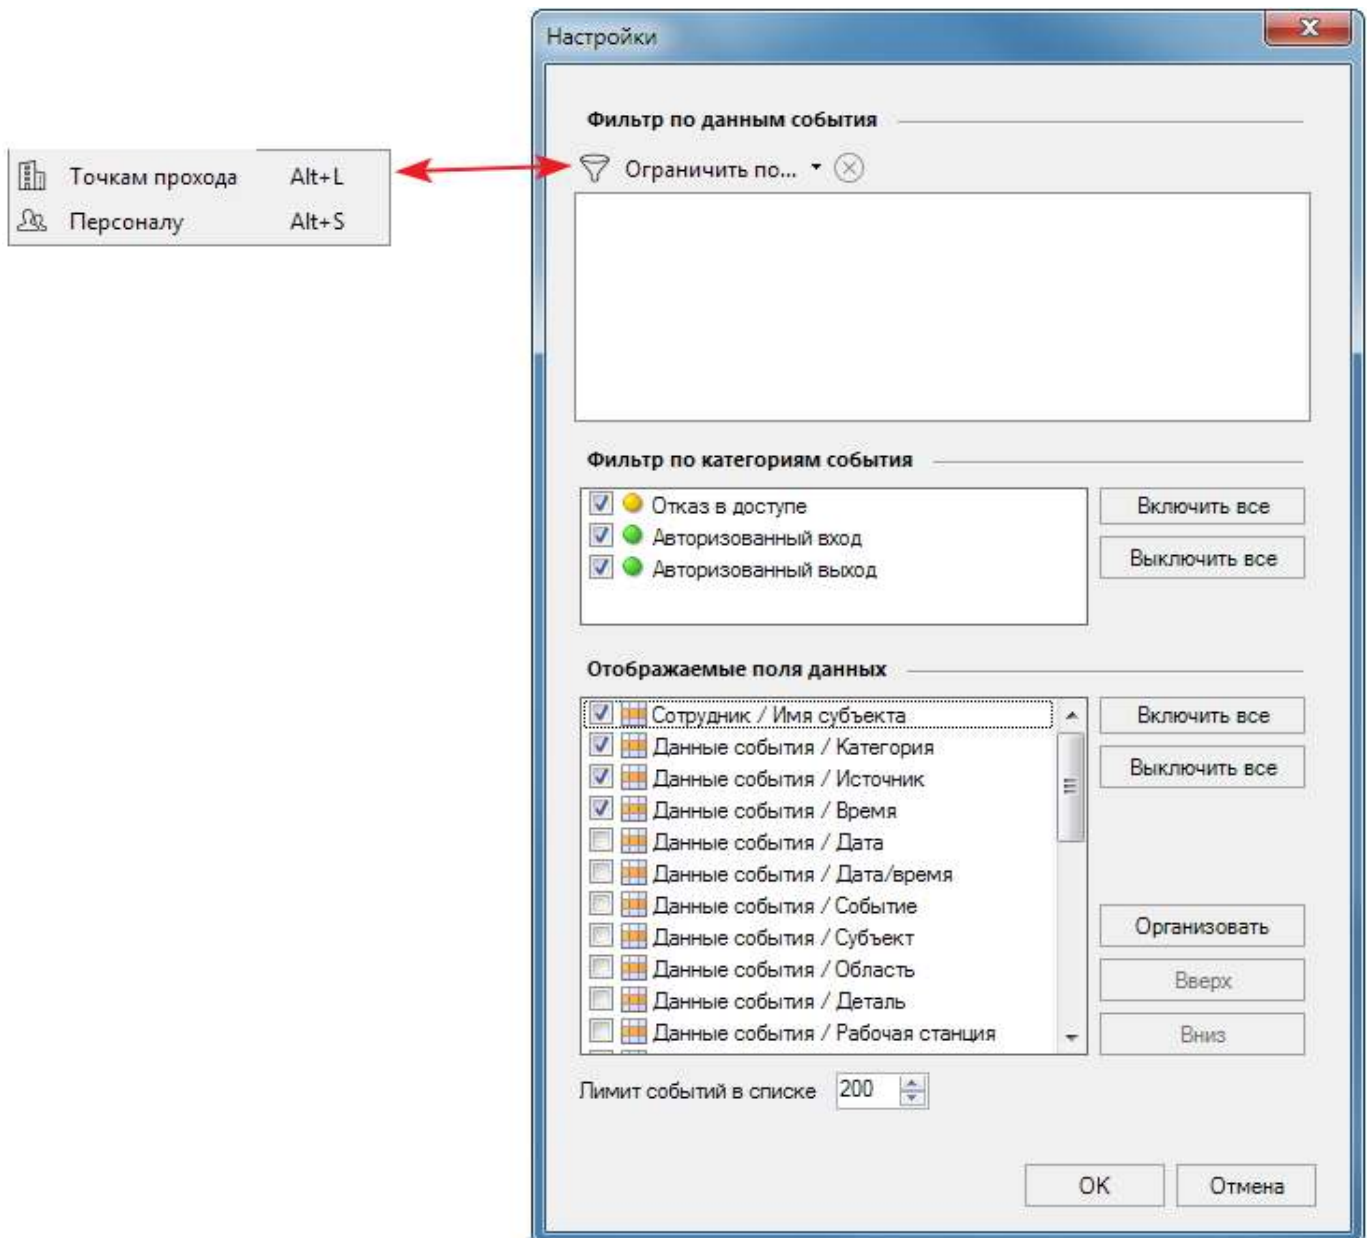 Настройки
Фильтр по данным события
Точкам прохода Alt+L
Персоналу Alt+S
Ограничить по...
Фильтр по категориям события
Отказ в доступе
Авторизованный вход
Авторизованный выход
Включить все
Выключить все
Отображаемые поля данных
Сотрудник / Имя субъекта
Данные события / Категория
Данные события / Источник
Данные события / Время
Данные события / Дата
Данные события / Дата/время
Данные события / Событие
Данные события / Субъект
Данные события / Область
Данные события / Деталь
Данные события / Рабочая станция
Включить все
Выключить все
Организовать
Вверх
Вниз
Лимит событий в списке 200
OK Отмена